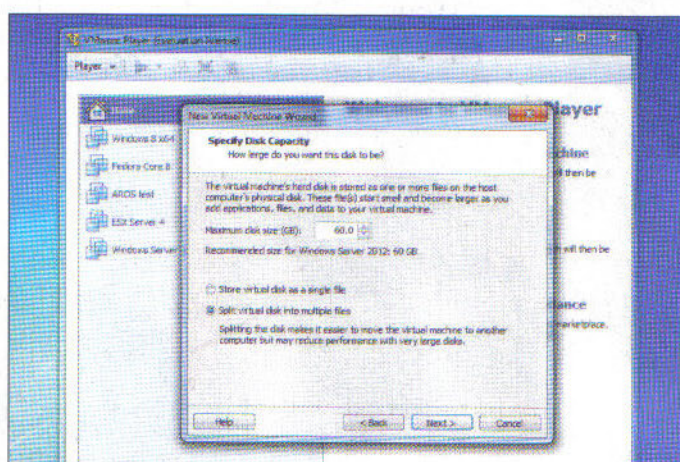 VMware Player (Evaluation License)
Player
Home
Windows 8 x64
Fedora Core 8
AROS test
ESX Server 4
Windows Server
Player
chine
ll then be
will then be
marketplace.
New Virtual Machine Wizard
Specify Disk Capacity
How large do you want this disk to be?
The virtual machine's hard disk is stored as one or more files on the host
computer's physical disk. These file(s) start small and become larger as you
add applications, files, and data to your virtual machine.
Maximum disk size (GB): 60.0
Recommended size for Windows Server 2012: 60 GB
Store virtual disk as a single file
Split virtual disk into multiple files
Splitting the disk makes it easier to move the virtual machine to another
computer but may reduce performance with very large disks.
Help
< Back
Next >
Cancel